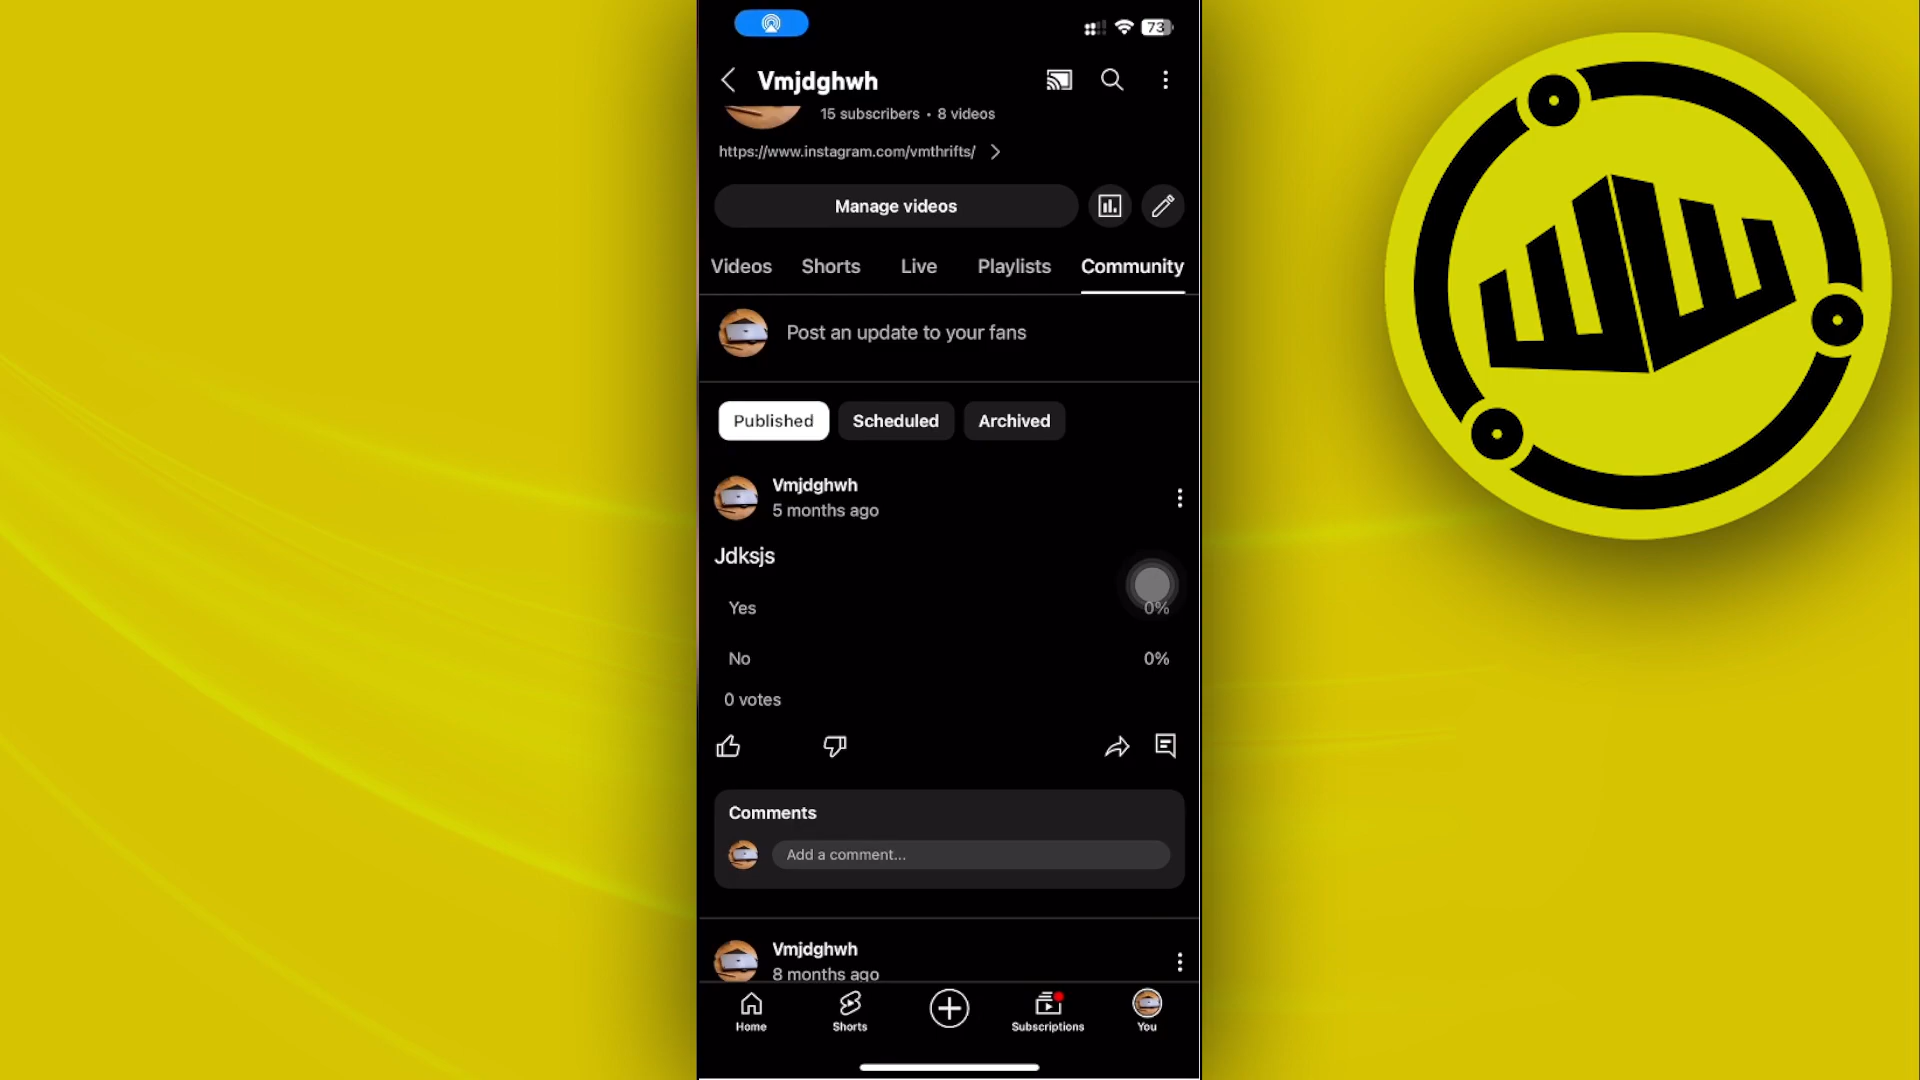 73
Vmjdghwh
15 subscribers • 8 videos
https://www.instagram.com/vmthrifts/
Manage videos
Videos Shorts Live Playlists Community
Post an update to your fans
Published Scheduled Archived
Vmjdghwh
5 months ago
Jdksjs
Yes 0%
No 0%
0 votes
Comments
Add a comment...
Vmjdghwh
8 months ago
Home Shorts Subscriptions You